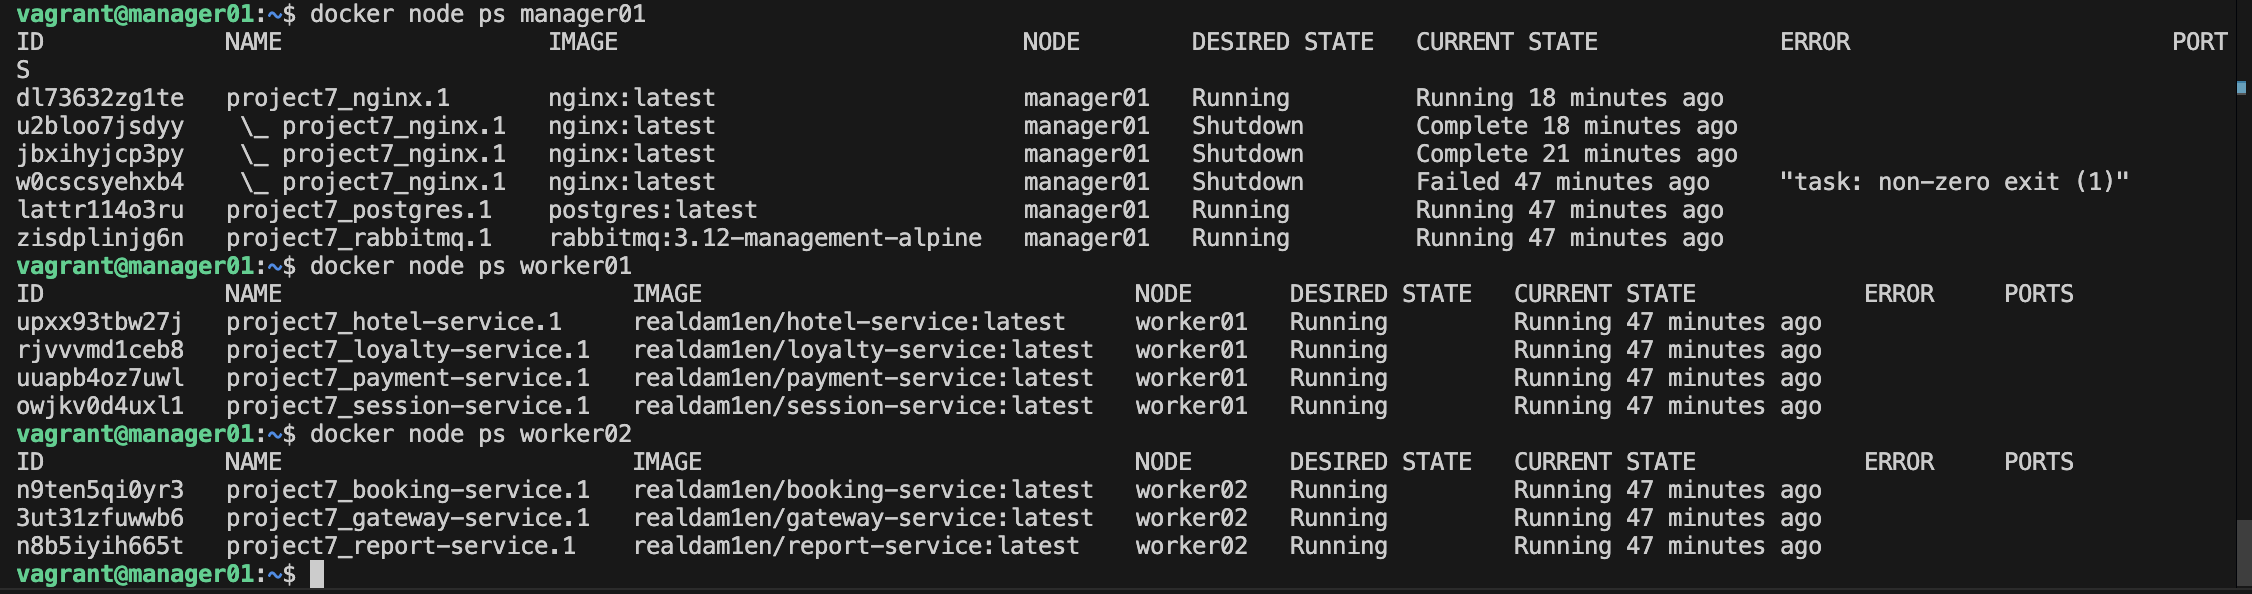 vagrant@manager01:~$ docker node ps manager01
ID             NAME                   IMAGE                             NODE        DESIRED STATE   CURRENT STATE             ERROR                       PORT
S
dl73632zg1te   project7_nginx.1       nginx:latest                      manager01   Running         Running 18 minutes ago
u2bloo7jsdyy    \_ project7_nginx.1   nginx:latest                      manager01   Shutdown        Complete 18 minutes ago
jbxihyjcp3py    \_ project7_nginx.1   nginx:latest                      manager01   Shutdown        Complete 21 minutes ago
w0cscsyehxb4    \_ project7_nginx.1   nginx:latest                      manager01   Shutdown        Failed 47 minutes ago     "task: non-zero exit (1)"
lattr114o3ru   project7_postgres.1    postgres:latest                   manager01   Running         Running 47 minutes ago
zisdplinjg6n   project7_rabbitmq.1    rabbitmq:3.12-management-alpine   manager01   Running         Running 47 minutes ago
vagrant@manager01:~$ docker node ps worker01
ID             NAME                         IMAGE                               NODE       DESIRED STATE   CURRENT STATE            ERROR     PORTS
upxx93tbw27j   project7_hotel-service.1     realdam1en/hotel-service:latest     worker01   Running         Running 47 minutes ago
rjvvvmd1ceb8   project7_loyalty-service.1   realdam1en/loyalty-service:latest   worker01   Running         Running 47 minutes ago
uuapb4oz7uwl   project7_payment-service.1   realdam1en/payment-service:latest   worker01   Running         Running 47 minutes ago
owjkv0d4uxl1   project7_session-service.1   realdam1en/session-service:latest   worker01   Running         Running 47 minutes ago
vagrant@manager01:~$ docker node ps worker02
ID             NAME                         IMAGE                               NODE       DESIRED STATE   CURRENT STATE            ERROR     PORTS
n9ten5qi0yr3   project7_booking-service.1   realdam1en/booking-service:latest   worker02   Running         Running 47 minutes ago
3ut31zfuwwb6   project7_gateway-service.1   realdam1en/gateway-service:latest   worker02   Running         Running 47 minutes ago
n8b5iyih665t   project7_report-service.1    realdam1en/report-service:latest    worker02   Running         Running 47 minutes ago
vagrant@manager01:~$